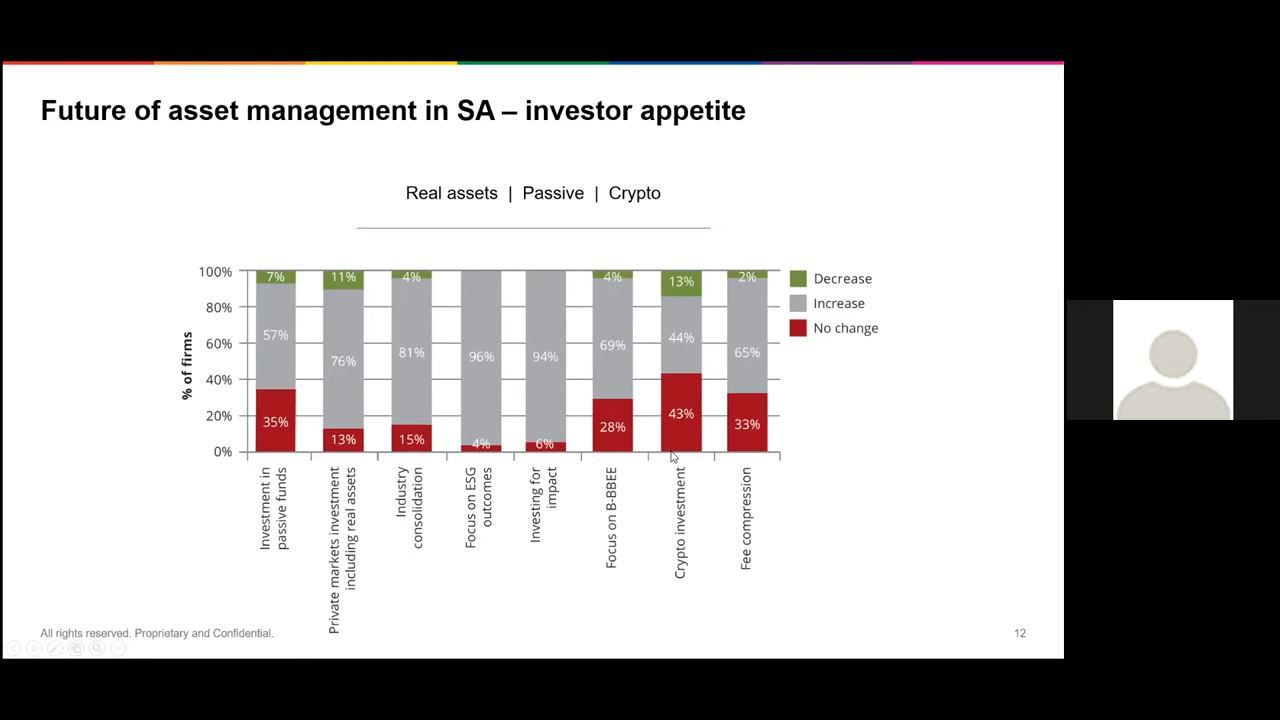 Future of asset management in SA – investor appetite
Real assets | Passive | Crypto
% of firms
100%
80%
60%
40%
20%
0%
7%
57%
35%
11%
76%
13%
4%
81%
15%
96%
4%
94%
6%
4%
69%
28%
13%
44%
43%
2%
65%
33%
Decrease
Increase
No change
Investment in
passive funds
Private markets investment
including real assets
Industry
consolidation
Focus on ESG
outcomes
Investing for
impact
Focus on B-BBEE
Crypto investment
Fee compression
All rights reserved. Proprietary and Confidential.
12